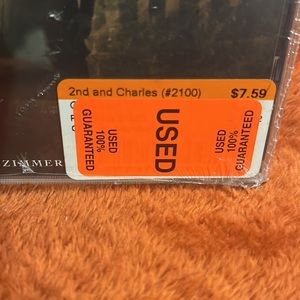 2nd and Charles (#2100) $7.59
USED
100%
GUARANTEED
USED
USED
100%
GUARANTEED
ZIMMER